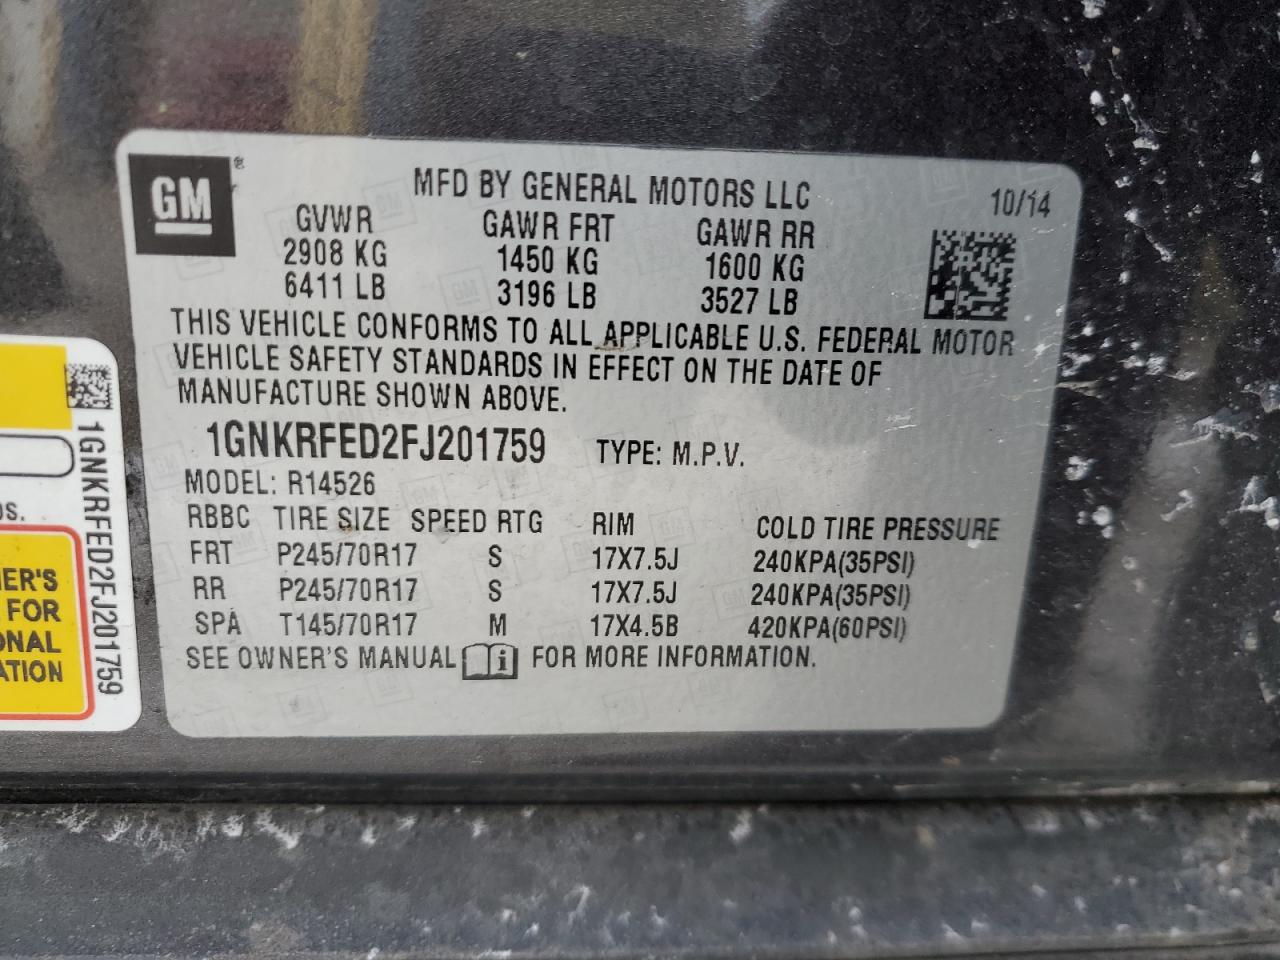 GM
MFD BY GENERAL MOTORS LLC
10/14
GVWR GAWR FRT GAWR RR
2908 KG 1450 KG 1600 KG
6411 LB 3196 LB 3527 LB
THIS VEHICLE CONFORMS TO ALL APPLICABLE U.S. FEDERAL MOTOR
VEHICLE SAFETY STANDARDS IN EFFECT ON THE DATE OF
MANUFACTURE SHOWN ABOVE.
1GNKRFED2FJ201759 TYPE: M.P.V.
MODEL: R14526
RBBC TIRE SIZE SPEED RTG RIM COLD TIRE PRESSURE
FRT P245/70R17 S 17X7.5J 240KPA(35PSI)
RR P245/70R17 S 17X7.5J 240KPA(35PSI)
SPA T145/70R17 M 17X4.5B 420KPA(60PSI)
SEE OWNER'S MANUAL i FOR MORE INFORMATION.
1GNKRFED2FJ201759
FOR